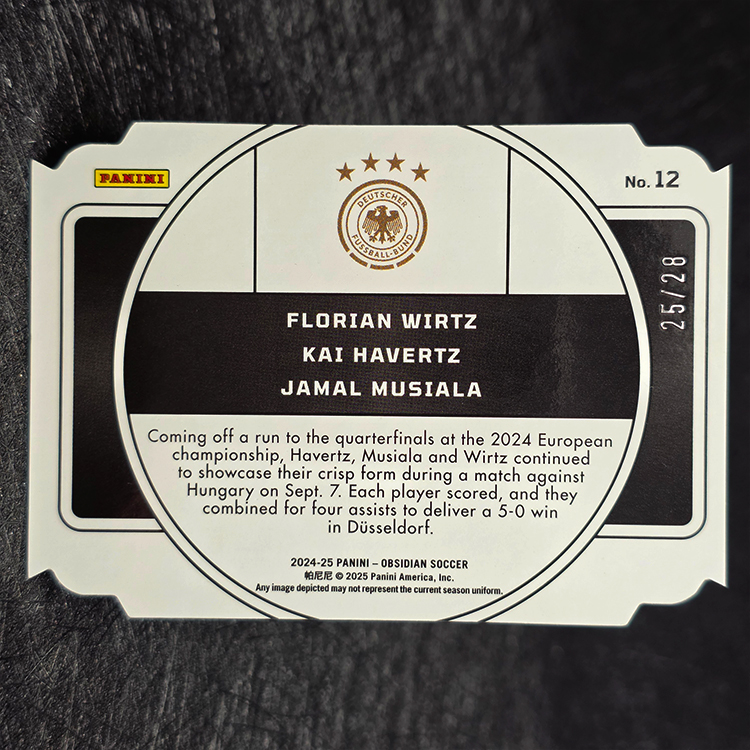 PANINI
No. 12
DEUTSCHER
FUSSBALL-BUND
25/28
FLORIAN WIRTZ
KAI HAVERTZ
JAMAL MUSIALA
Coming off a run to the quarterfinals at the 2024 European
championship, Havertz, Musiala and Wirtz continued
to showcase their crisp form during a match against
Hungary on Sept. 7. Each player scored, and they
combined for four assists to deliver a 5-0 win
in Düsseldorf.
2024-25 PANINI – OBSIDIAN SOCCER
帕尼尼 © 2025 Panini America, Inc.
Any image depicted may not represent the current season uniform.